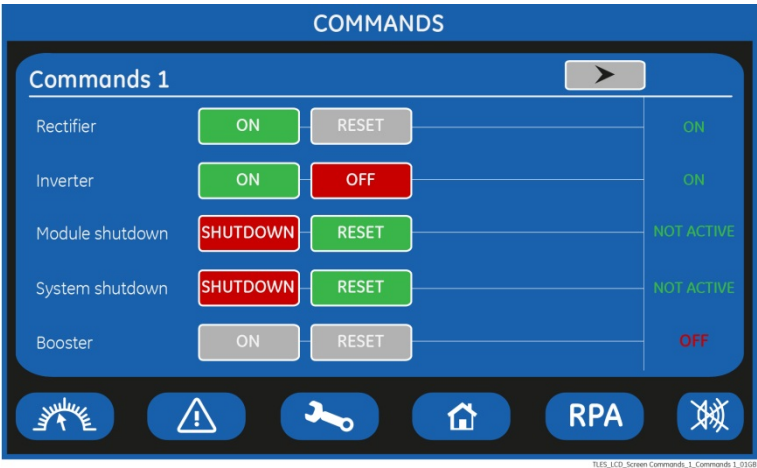 COMMANDS
Commands 1
Rectifier ON RESET ON
Inverter ON OFF ON
Module shutdown SHUTDOWN RESET NOT ACTIVE
System shutdown SHUTDOWN RESET NOT ACTIVE
Booster ON RESET OFF
RPA
TLES_LCD_Screen Commands_1_Commands 1_01GB